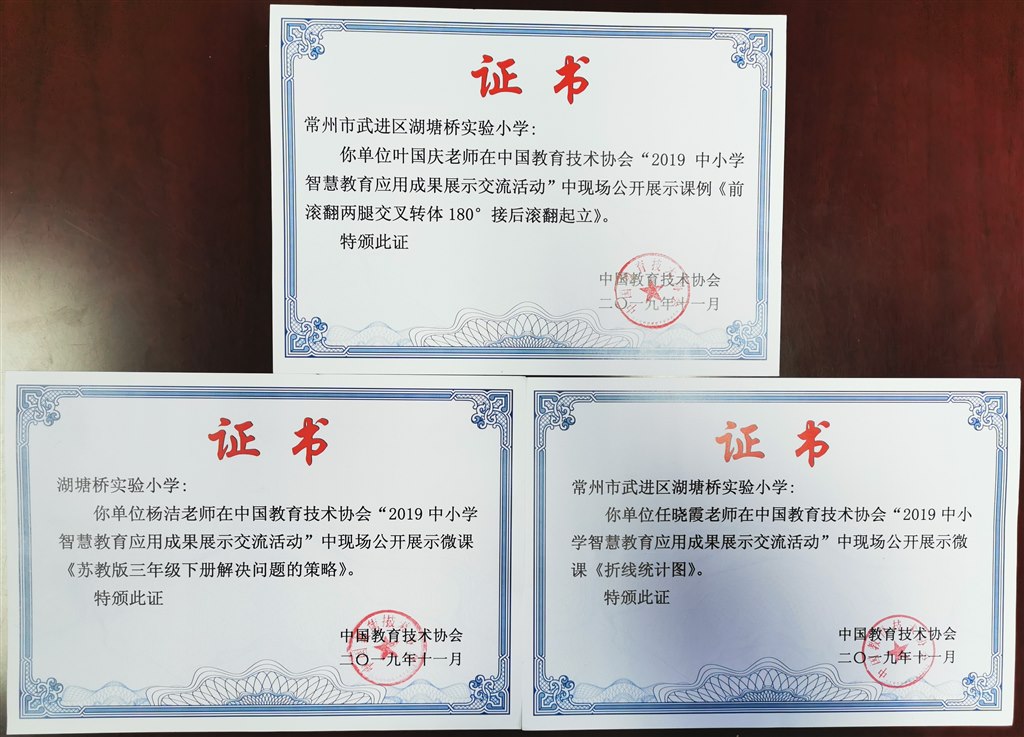 证书
常州市武进区湖塘桥实验小学:
你单位叶国庆老师在中国教育技术协会“2019 中小学
智慧教育应用成果展示交流活动”中现场公开展示课例《前
滚翻两腿交叉转体 180°接后滚翻起立》。
特颁此证
中国教育技术协会
二〇一九年十一月
证书
湖塘桥实验小学:
你单位杨洁老师在中国教育技术协会“2019 中小学
智慧教育应用成果展示交流活动”中现场公开展示微课
《苏教版三年级下册解决问题的策略》。
特颁此证
中国教育技术协会
二〇一九年十一月
证书
常州市武进区湖塘桥实验小学:
你单位任晓霞老师在中国教育技术协会“2019 中小
学智慧教育应用成果展示交流活动”中现场公开展示微
课《折线统计图》。
特颁此证
中国教育技术协会
二〇一九年十一月